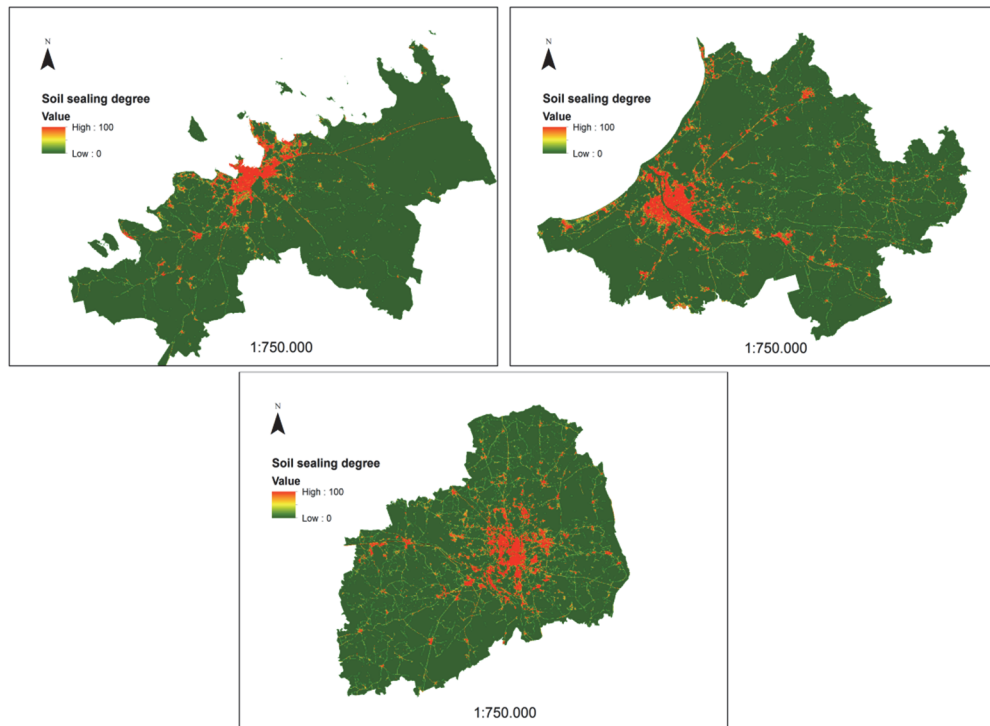 N
Soil sealing degree
Value
High : 100
Low : 0
1:750.000
N
Soil sealing degree
Value
High : 100
Low : 0
1:750.000
N
Soil sealing degree
Value
High : 100
Low : 0
1:750.000